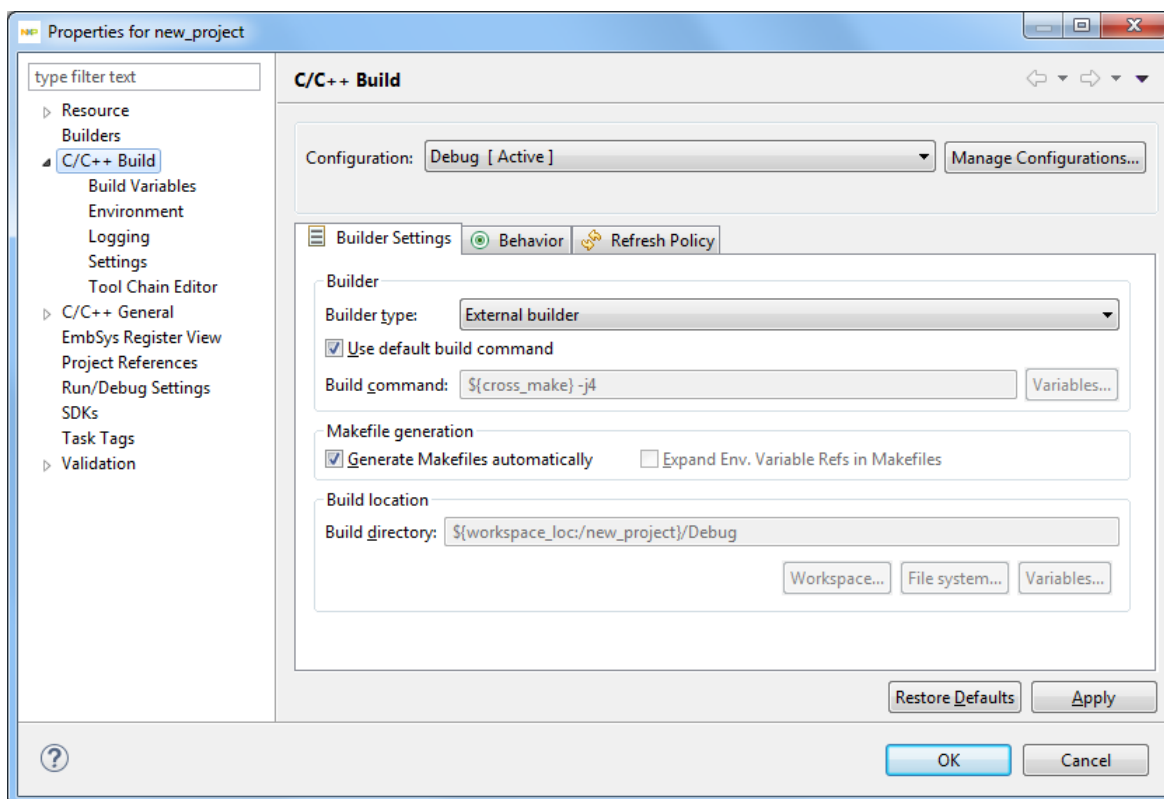 NXP Properties for new_project
type filter text
Resource
Builders
C/C++ Build
Build Variables
Environment
Logging
Settings
Tool Chain Editor
C/C++ General
EmbSys Register View
Project References
Run/Debug Settings
SDKs
Task Tags
Validation
C/C++ Build
Configuration: Debug [ Active ] Manage Configurations...
Builder Settings Behavior Refresh Policy
Builder
Builder type: External builder
Use default build command
Build command: ${cross_make} -j4 Variables...
Makefile generation
Generate Makefiles automatically Expand Env. Variable Refs in Makefiles
Build location
Build directory: ${workspace_loc:/new_project}/Debug
Workspace... File system... Variables...
Restore Defaults Apply
? OK Cancel